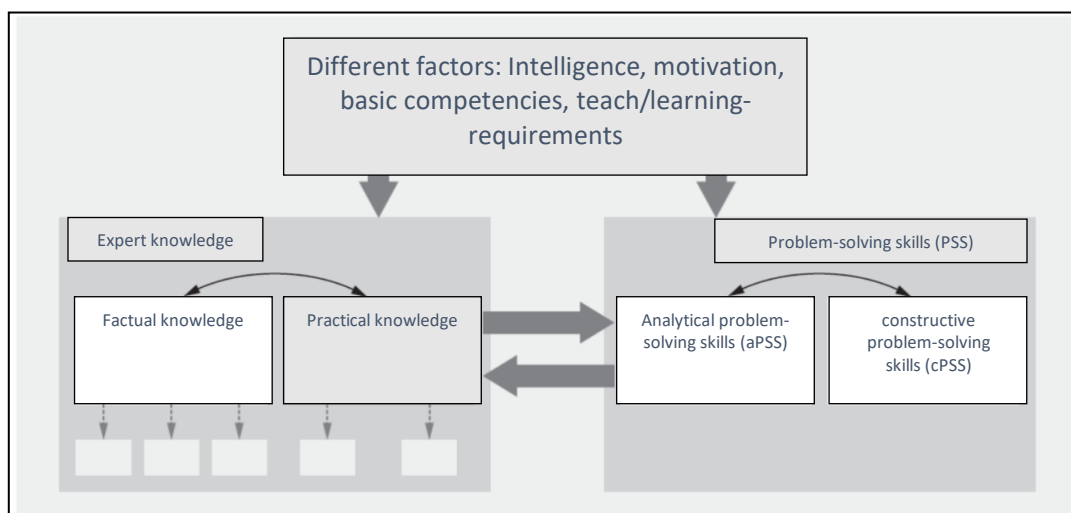 Different factors: Intelligence, motivation,
basic competencies, teach/learning-
requirements
Expert knowledge
Problem-solving skills (PSS)
Factual knowledge
Practical knowledge
Analytical problem-
solving skills (aPSS)
constructive
problem-solving
skills (cPSS)